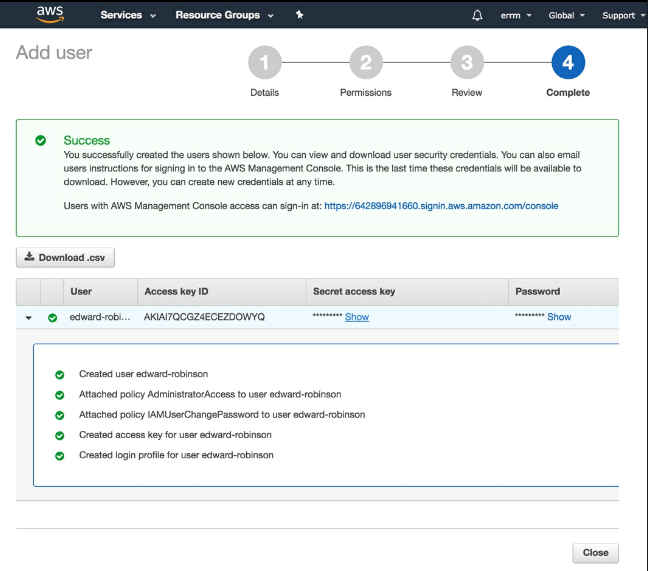 aws Services Resource Groups errm Global Support
Add user
1 2 3 4
Details Permissions Review Complete
Success
You successfully created the users shown below. You can view and download user security credentials. You can also email
users instructions for signing in to the AWS Management Console. This is the last time these credentials will be available to
download. However, you can create new credentials at any time.
Users with AWS Management Console access can sign-in at: https://642896941660.signin.aws.amazon.com/console
Download .csv
User Access key ID Secret access key Password
edward-robi... AKIAI7QCGZ4ECEZDOWYQ ********* Show ********* Show
Created user edward-robinson
Attached policy AdministratorAccess to user edward-robinson
Attached policy IAMUserChangePassword to user edward-robinson
Created access key for user edward-robinson
Created login profile for user edward-robinson
Close